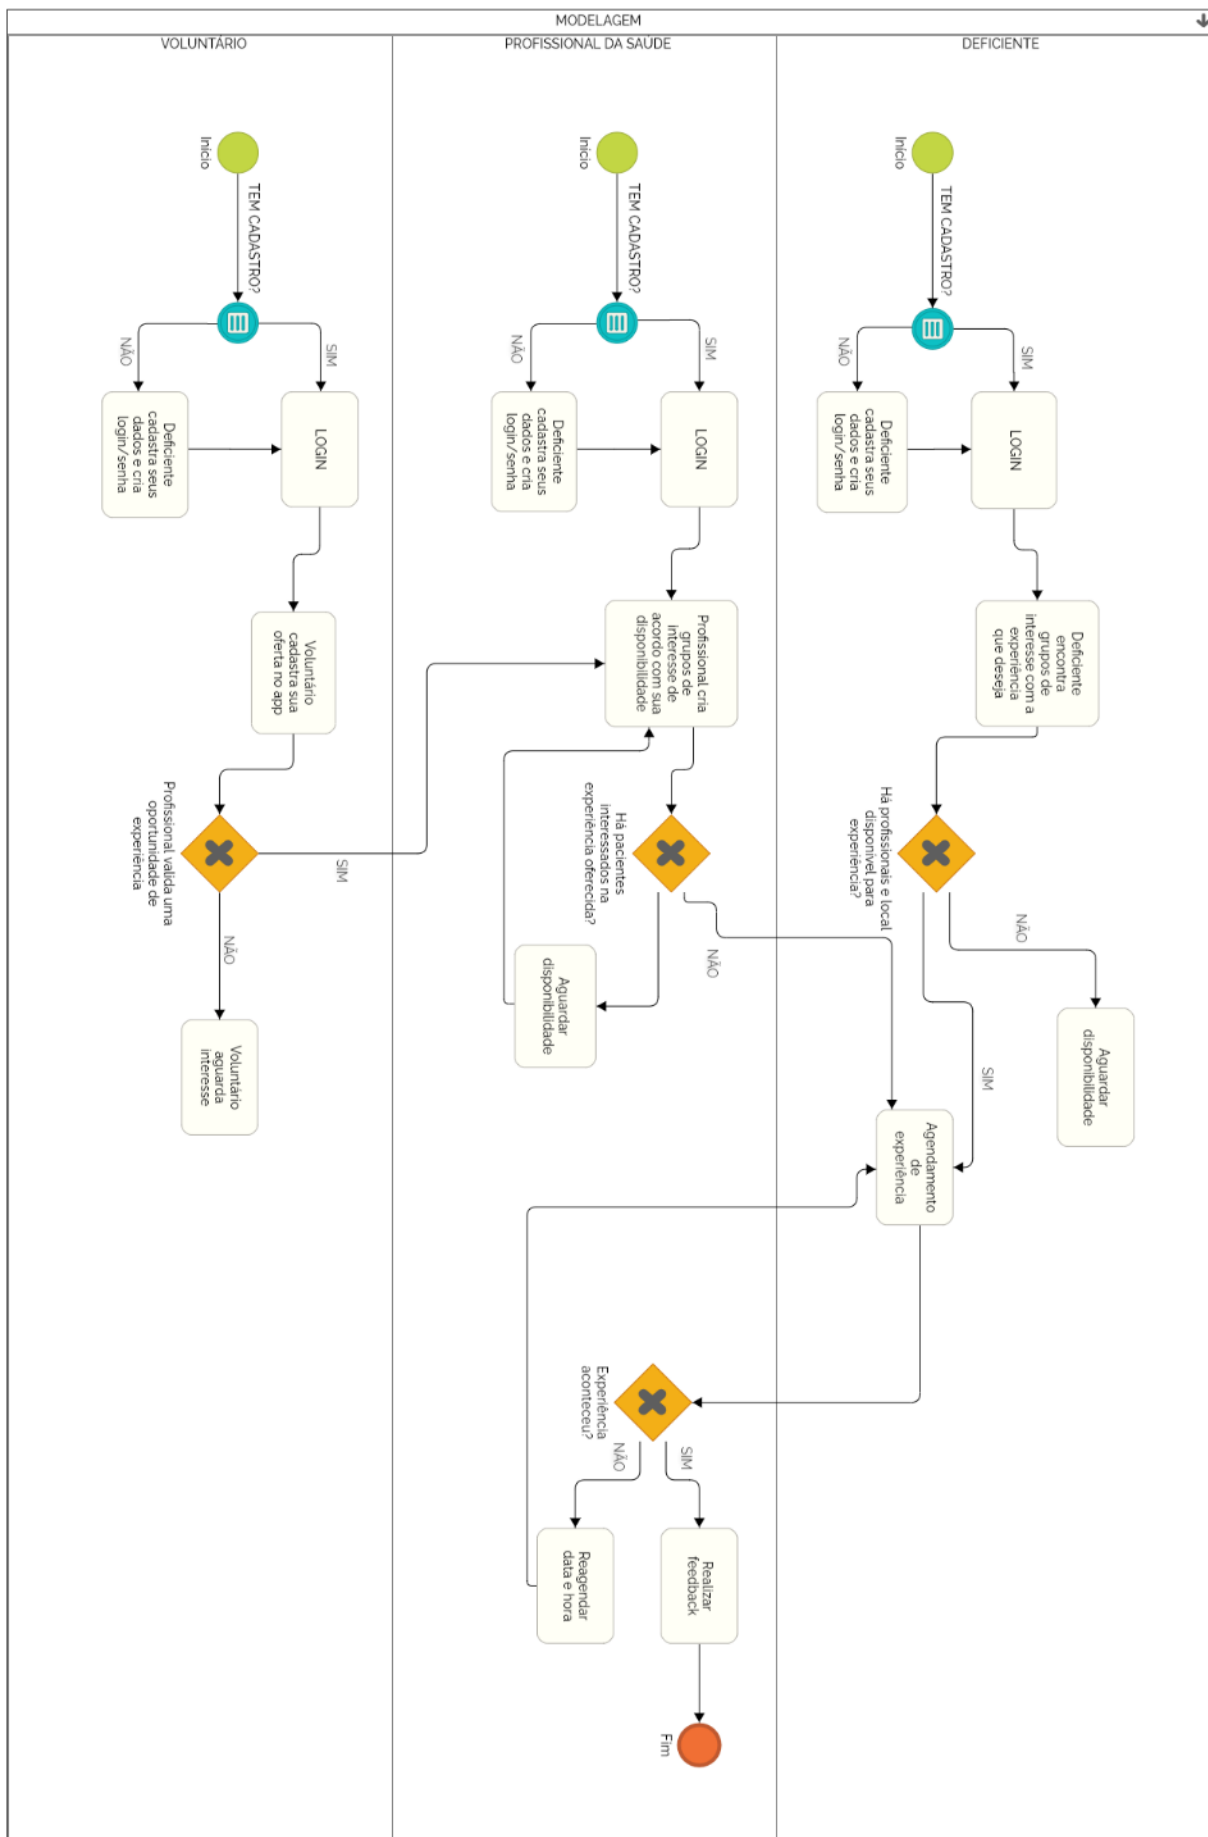 MODELAGEM
VOLUNTÁRIO
PROFISSIONAL DA SAÚDE
DEFICIENTE
Inicio
TEM CADASTRO?
SIM
NÃO
LOGIN
Deficiente
cadastra seus
dados e cria
login/senha
Voluntário
cadastra sua
oferta no app
Profissional valida uma
oportunidade de
experiência
SIM
NÃO
Voluntário
aguarda
interesse
Inicio
TEM CADASTRO?
SIM
NÃO
LOGIN
Deficiente
cadastra seus
dados e cria
login/senha
Profissional cria
grupos de
interesse de
acordo com sua
disponibilidade
Há pacientes
interessados na
experiência oferecida?
NÃO
Aguardar
disponibilidade
Experiência
aconteceu?
SIM
NÃO
Realizar
feedback
Reagendar
data e hora
Fim
Inicio
TEM CADASTRO?
SIM
NÃO
LOGIN
Deficiente
cadastra seus
dados e cria
login/senha
Deficiente
encontra
grupos de
interesse com a
experiência
que deseja
Há profissionais e local
disponível para
experiência?
NÃO
SIM
Aguardar
disponibilidade
Agendamento
de
experiência